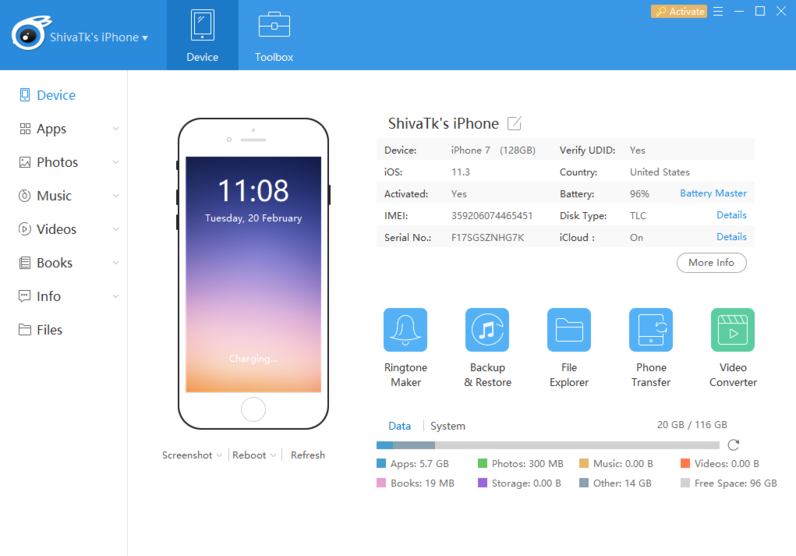 ShivaTk's iPhone
Device
Toolbox
Activate
Device
Apps
Photos
Music
Videos
Books
Info
Files
11:08
Tuesday, 20 February
Charging...
Screenshot
Reboot
Refresh
ShivaTk's iPhone
Device: iPhone 7 (128GB) Verify UDID: Yes
iOS: 11.3 Country: United States
Activated: Yes Battery: 96% Battery Master
IMEI: 359206074465451 Disk Type: TLC Details
Serial No.: F17SGSZNHG7K iCloud : On Details
More Info
Ringtone
Maker
Backup
& Restore
File
Explorer
Phone
Transfer
Video
Converter
Data System 20 GB / 116 GB
Apps: 5.7 GB Photos: 300 MB Music: 0.00 B Videos: 0.00 B
Books: 19 MB Storage: 0.00 B Other: 14 GB Free Space: 96 GB